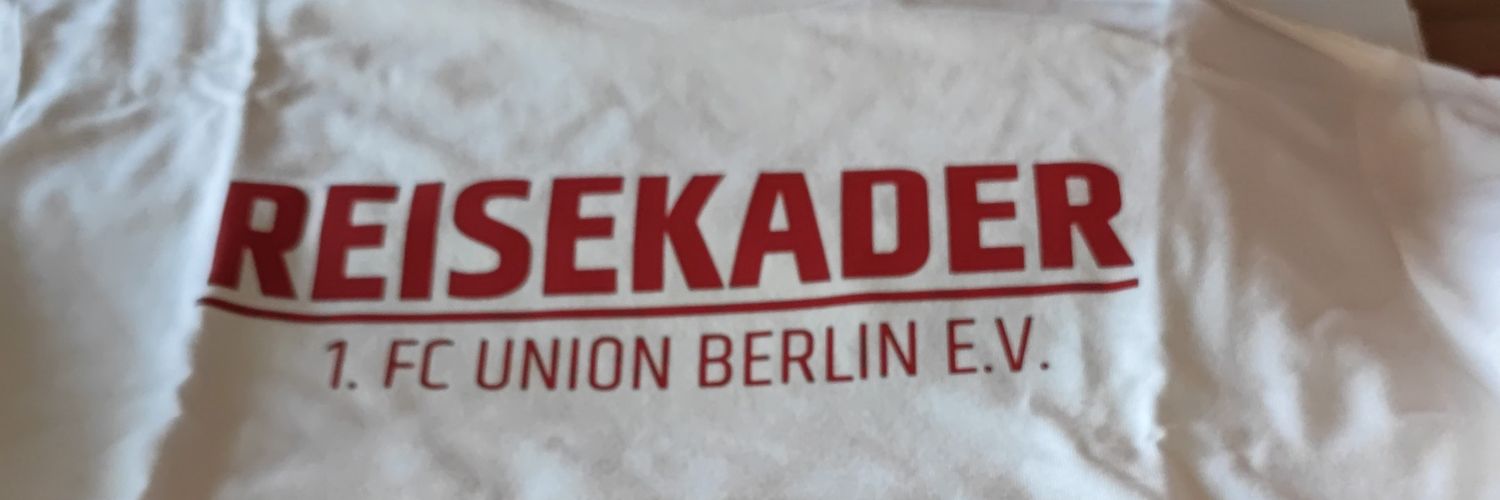 REISEKADER
1. FC UNION BERLIN E.V.